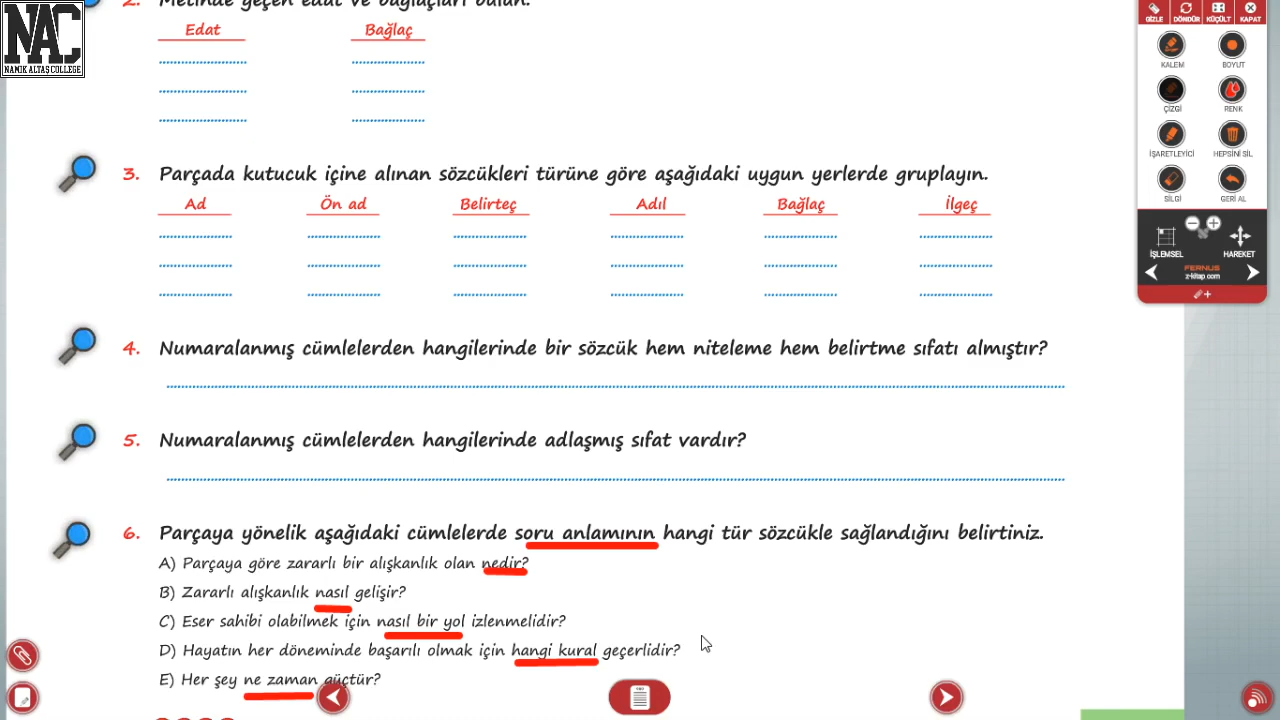 NAC
NAMIK ALTAS COLLEGE
2. Metinde geçen edat ve bağlaçları bulun.
Edat Bağlaç
3. Parçada kutucuk içine alınan sözcükleri türüne göre aşağıdaki uygun yerlerde gruplayın.
Ad Ön ad Belirteç Adıl Bağlaç İlgeç
4. Numaralanmış cümlelerden hangilerinde bir sözcük hem niteleme hem belirtme sıfatı almıştır?
5. Numaralanmış cümlelerden hangilerinde adlaşmış sıfat vardır?
6. Parçaya yönelik aşağıdaki cümlelerde soru anlamının hangi tür sözcükle sağlandığını belirtiniz.
A) Parçaya göre zararlı bir alışkanlık olan nedir?
B) Zararlı alışkanlık nasıl gelişir?
C) Eser sahibi olabilmek için nasıl bir yol izlenmelidir?
D) Hayatın her döneminde başarılı olmak için hangi kural geçerlidir?
E) Her şey ne zaman güçtür?
GİZLE DÖNDÜR KÜÇÜLT KAPAT
KALEM BOYUT
ÇİZGİ RENK
İŞARETLEYİCİ HEPSİNİ SİL
SİLGİ GERİ AL
İŞLEMSEL HAREKET
FERNUS
z-kitap.com